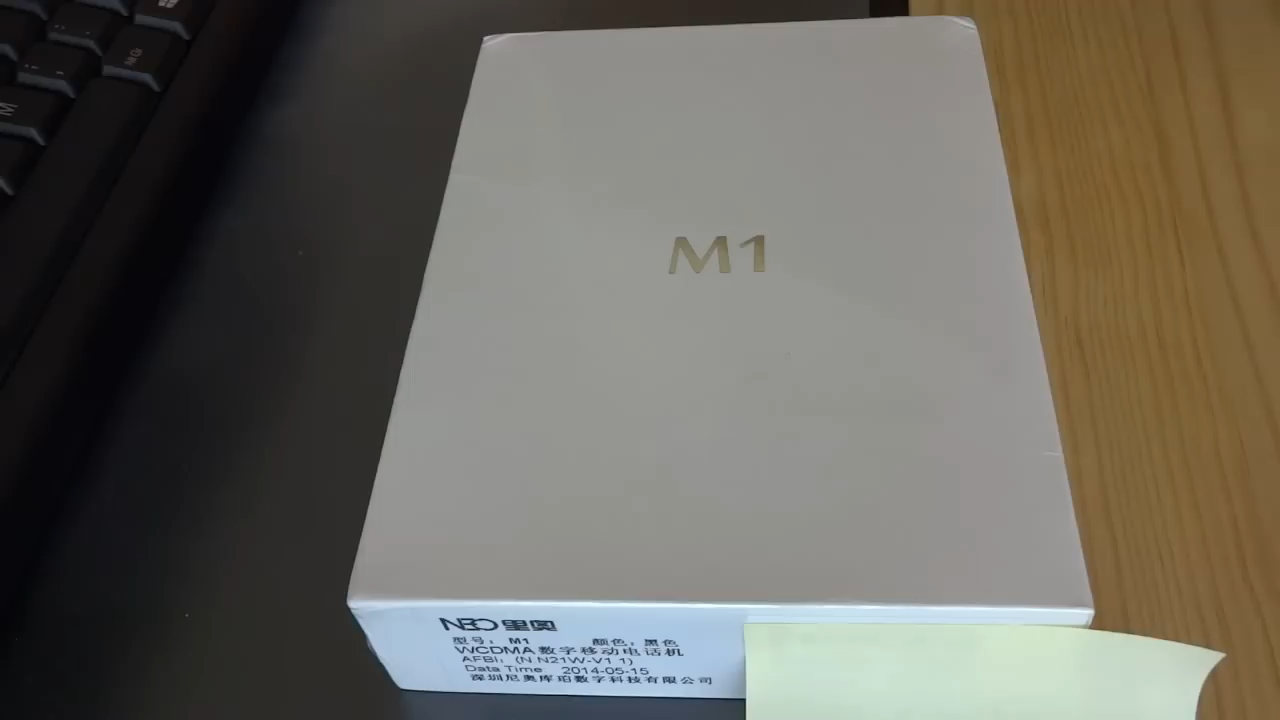 M
M1
NEO 里奥
型号：M1 颜色：黑色
WCDMA 数字移动电话机
AFBI：(N N21W-V1 1)
Data Time 2014-05-15
深圳尼奥库珀数字科技有限公司